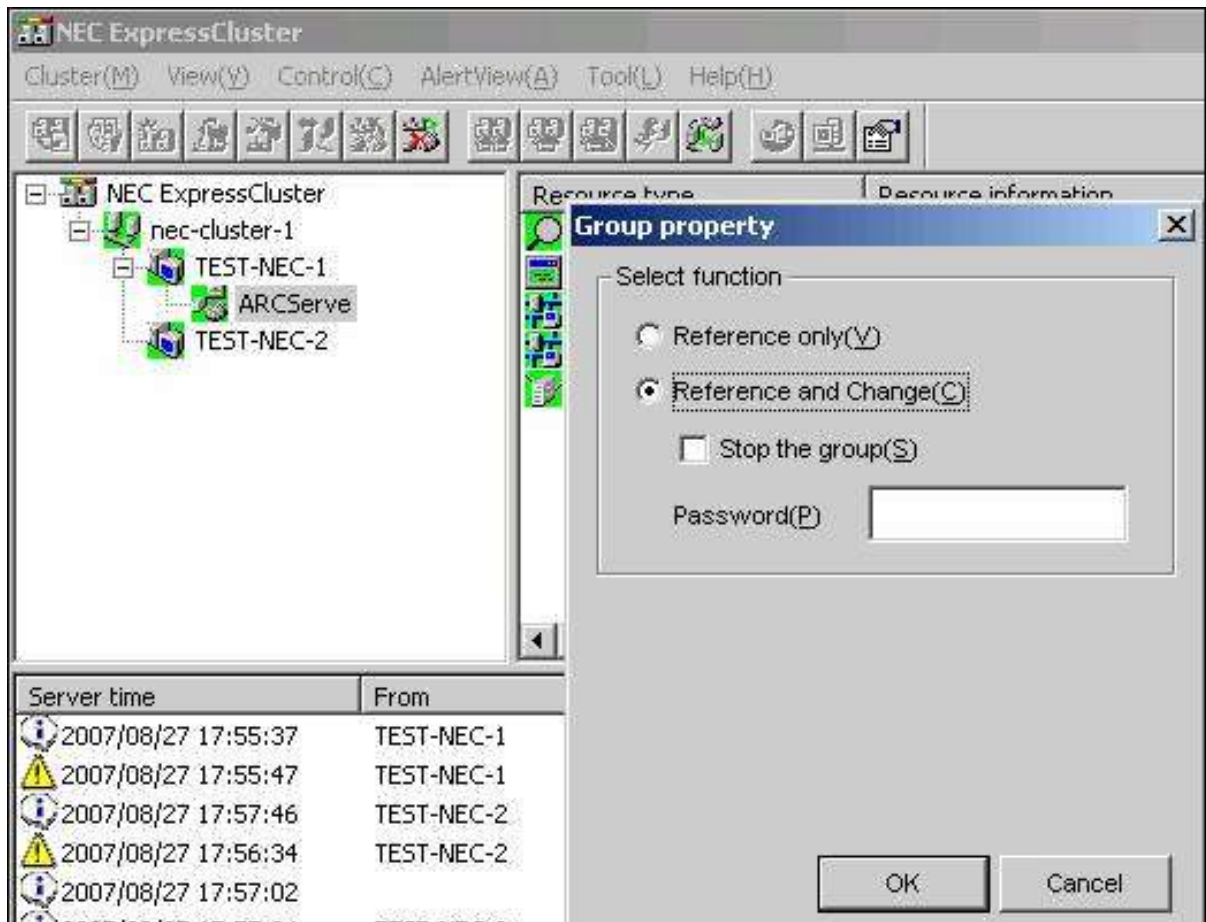 NEC ExpressCluster
Cluster(M) View(V) Control(C) AlertView(A) Tool(L) Help(H)
NEC ExpressCluster
nec-cluster-1
TEST-NEC-1
ARCServe
TEST-NEC-2
Resource type Resource information
Group property
Select function
Reference only(V)
Reference and Change(C)
Stop the group(S)
Password(P)
OK Cancel
Server time From
2007/08/27 17:55:37 TEST-NEC-1
2007/08/27 17:55:47 TEST-NEC-1
2007/08/27 17:57:46 TEST-NEC-2
2007/08/27 17:56:34 TEST-NEC-2
2007/08/27 17:57:02